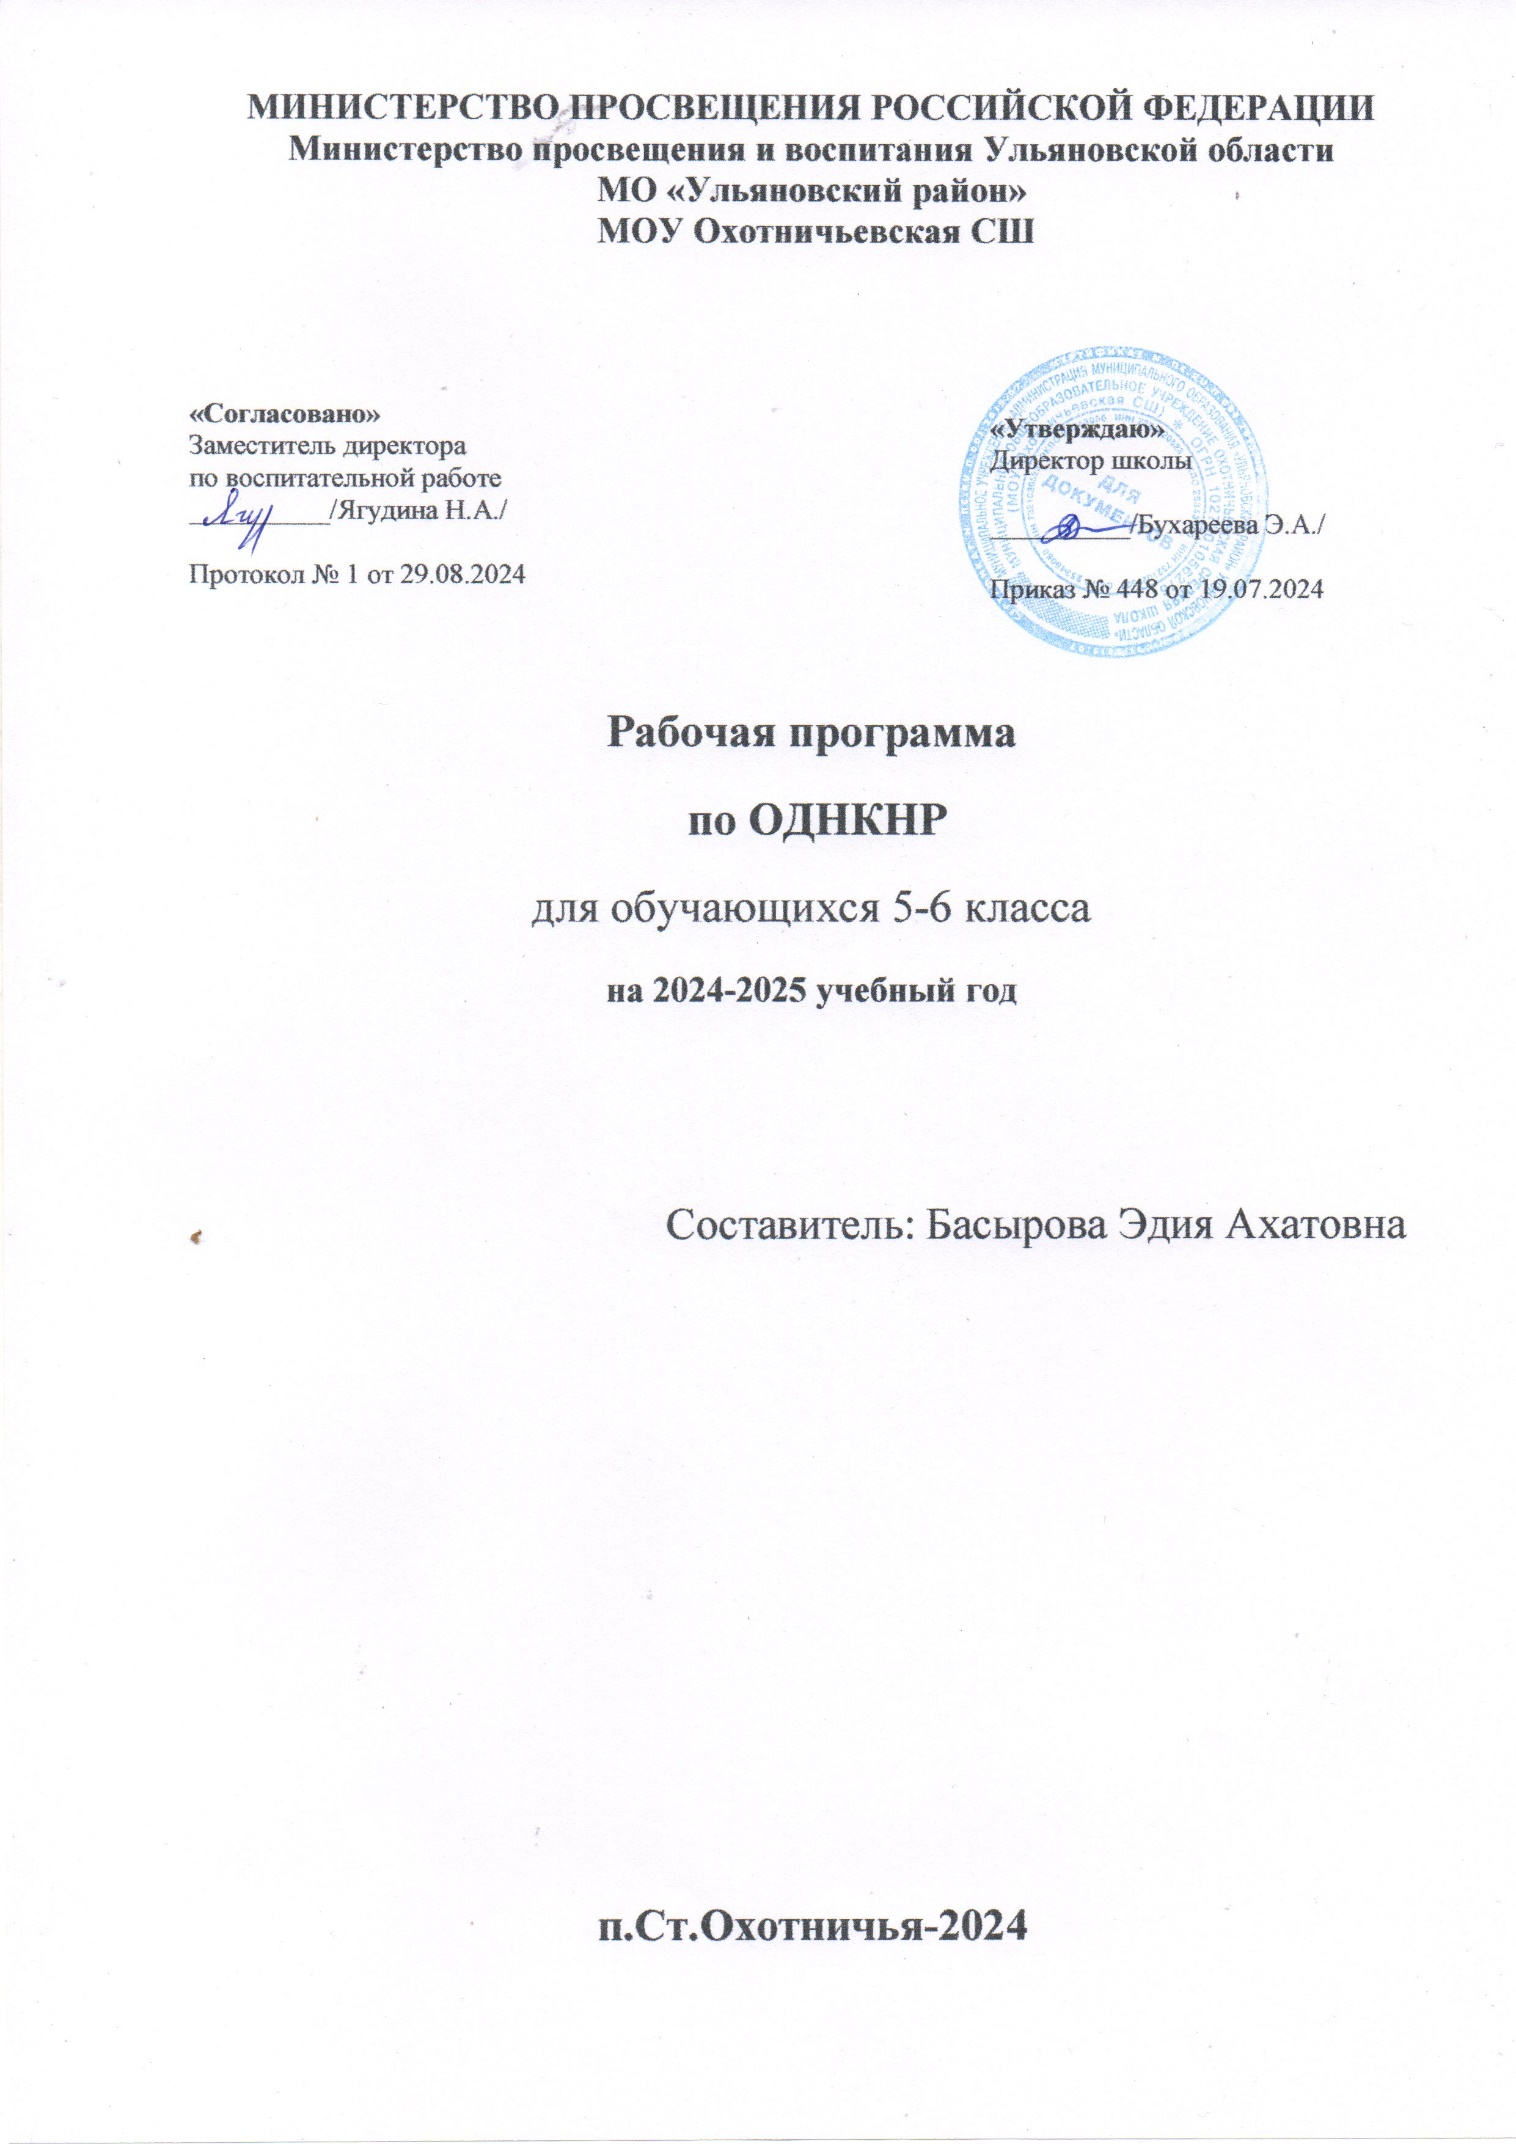 МИНИСТЕРСТВО ПРОСВЕЩЕНИЯ РОССИЙСКОЙ ФЕДЕРАЦИИ
Министерство просвещения и воспитания Ульяновской области
МО «Ульяновский район»
МОУ Охотничьевская СШ
«Согласовано»
Заместитель директора
по воспитательной работе
/Ягудина Н.А./
Протокол № 1 от 29.08.2024
«Утверждаю»
Директор школы
/Бухареева Э.А./
Приказ № 448 от 19.07.2024
ДЛЯ
ДОКУМЕНТОВ
Рабочая программа
по ОДНКНР
для обучающихся 5-6 класса
на 2024-2025 учебный год
Составитель: Басырова Эдия Ахатовна
п.Ст.Охотничья-2024